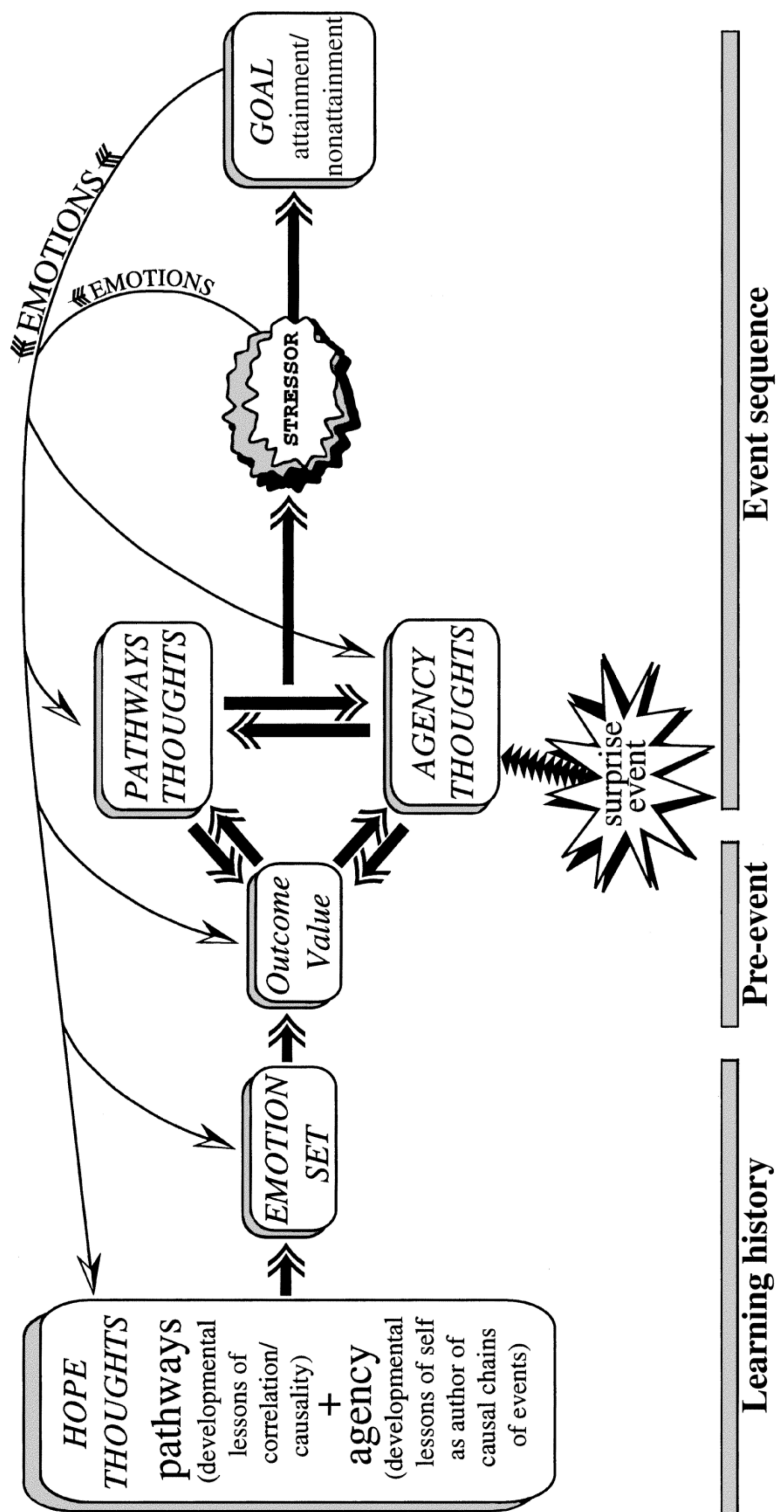 HOPE
THOUGHTS
pathways
(developmental
lessons of
correlation/
causality)
+
agency
(developmental
lessons of self
as author of
causal chains
of events)
EMOTION
SET
Outcome
Value
PATHWAYS
THOUGHTS
AGENCY
THOUGHTS
surprise
event
STRESSOR
EMOTIONS
EMOTIONS
GOAL
attainment/
nonattainment
Learning history
Pre-event
Event sequence